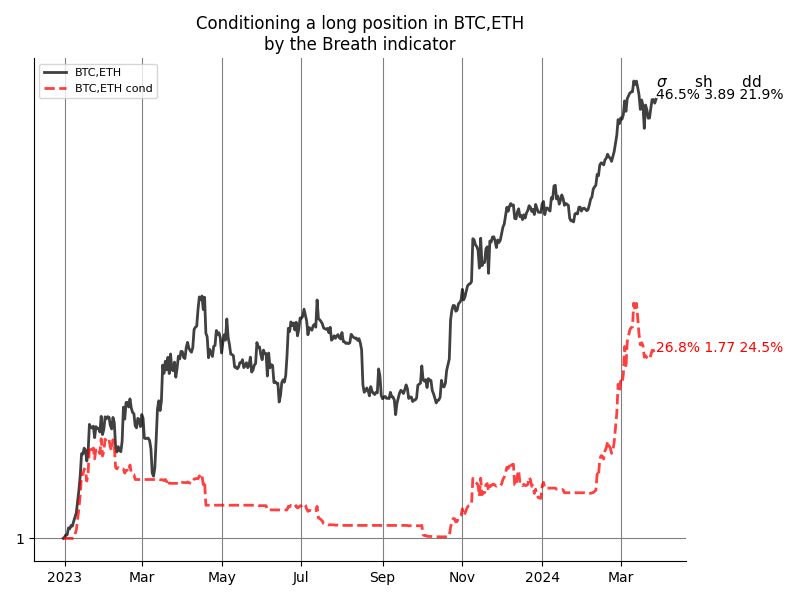 Conditioning a long position in BTC,ETH
by the Breath indicator
BTC,ETH
BTC,ETH cond
σ sh dd
46.5% 3.89 21.9%
26.8% 1.77 24.5%
1
2023 Mar May Jul Sep Nov 2024 Mar